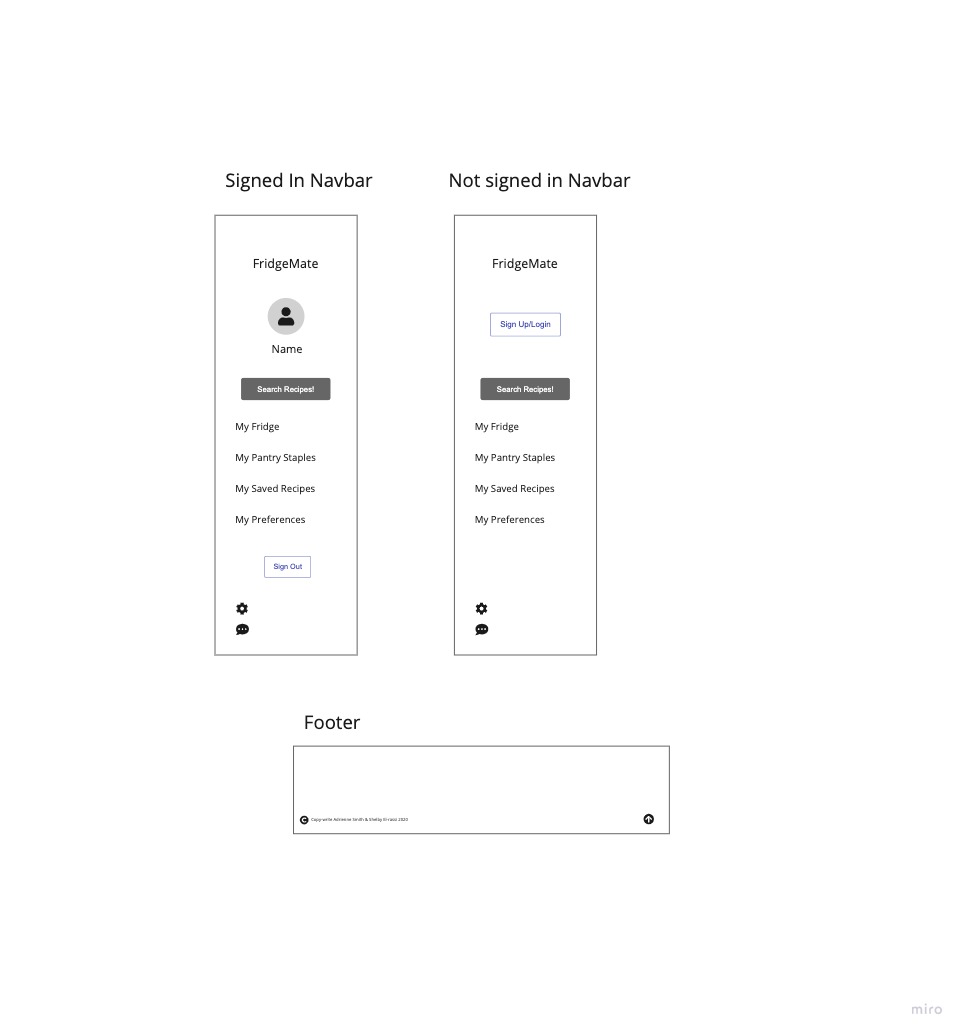 Signed In Navbar
Not signed in Navbar
FridgeMate
Name
Search Recipes!
My Fridge
My Pantry Staples
My Saved Recipes
My Preferences
Sign Out
FridgeMate
Sign Up/Login
Search Recipes!
My Fridge
My Pantry Staples
My Saved Recipes
My Preferences
Footer
C Copy-write Adrienne Smith & Shelby 2020
miro